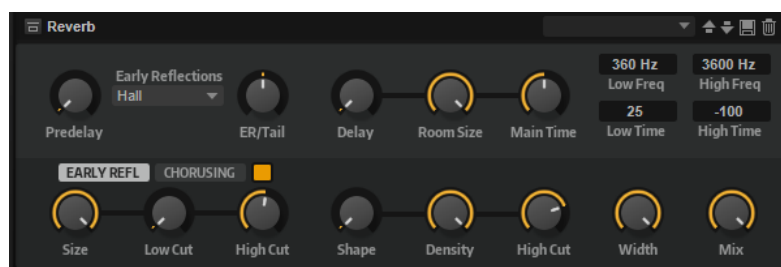 Reverb
Early Reflections
Hall
Predelay
ER/Tail
Delay
Room Size
Main Time
360 Hz
Low Freq
3600 Hz
High Freq
25
Low Time
-100
High Time
EARLY REFL
CHORUSING
Size
Low Cut
High Cut
Shape
Density
High Cut
Width
Mix